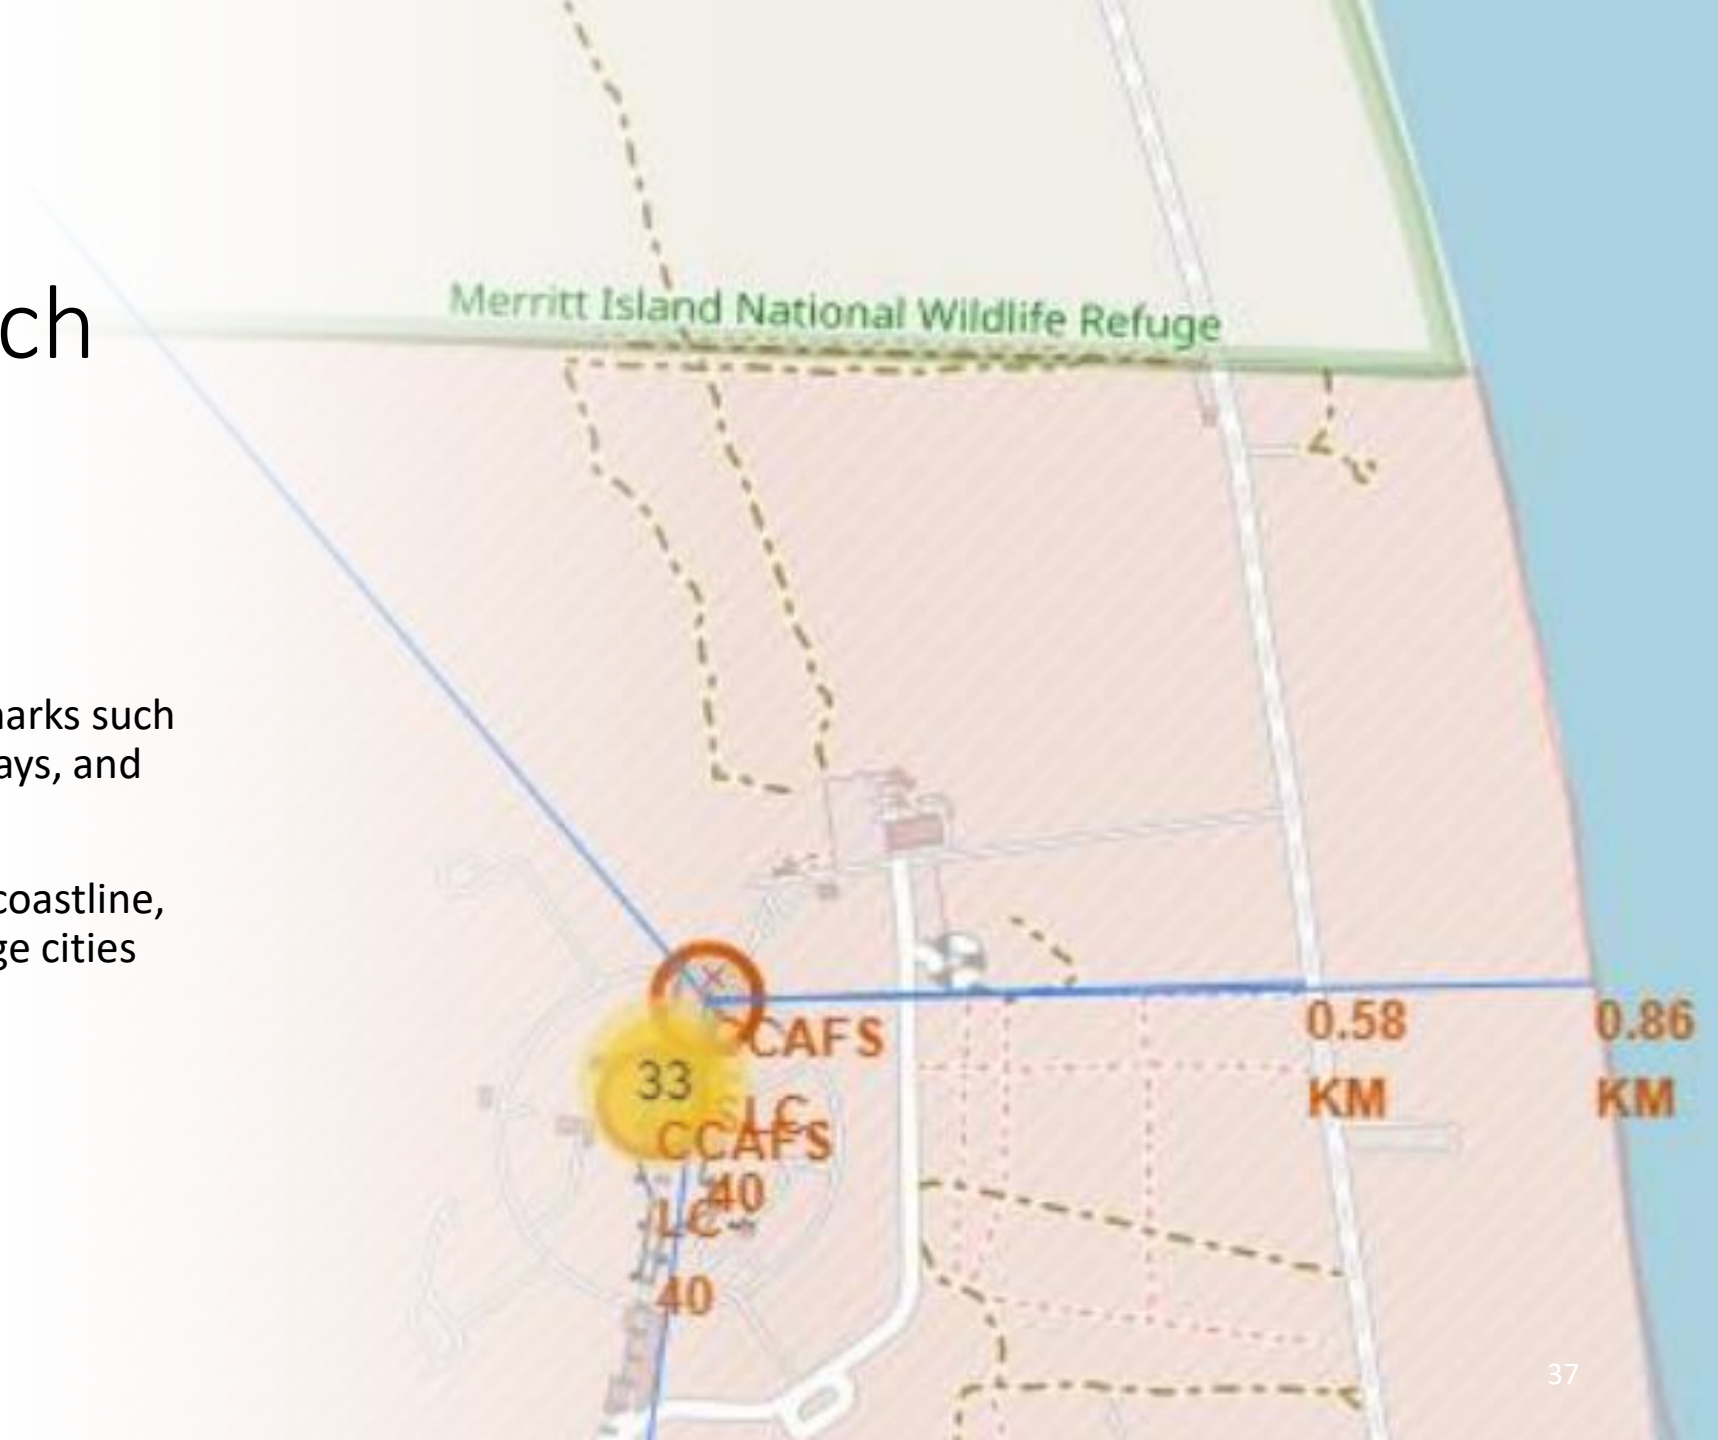 ch
arks such
ays, and
coastline,
ge cities
Merritt Island National Wildlife Refuge
CCAFS
LC
40
33
CCAFS
LC
40
0.58
KM
0.86
KM
37